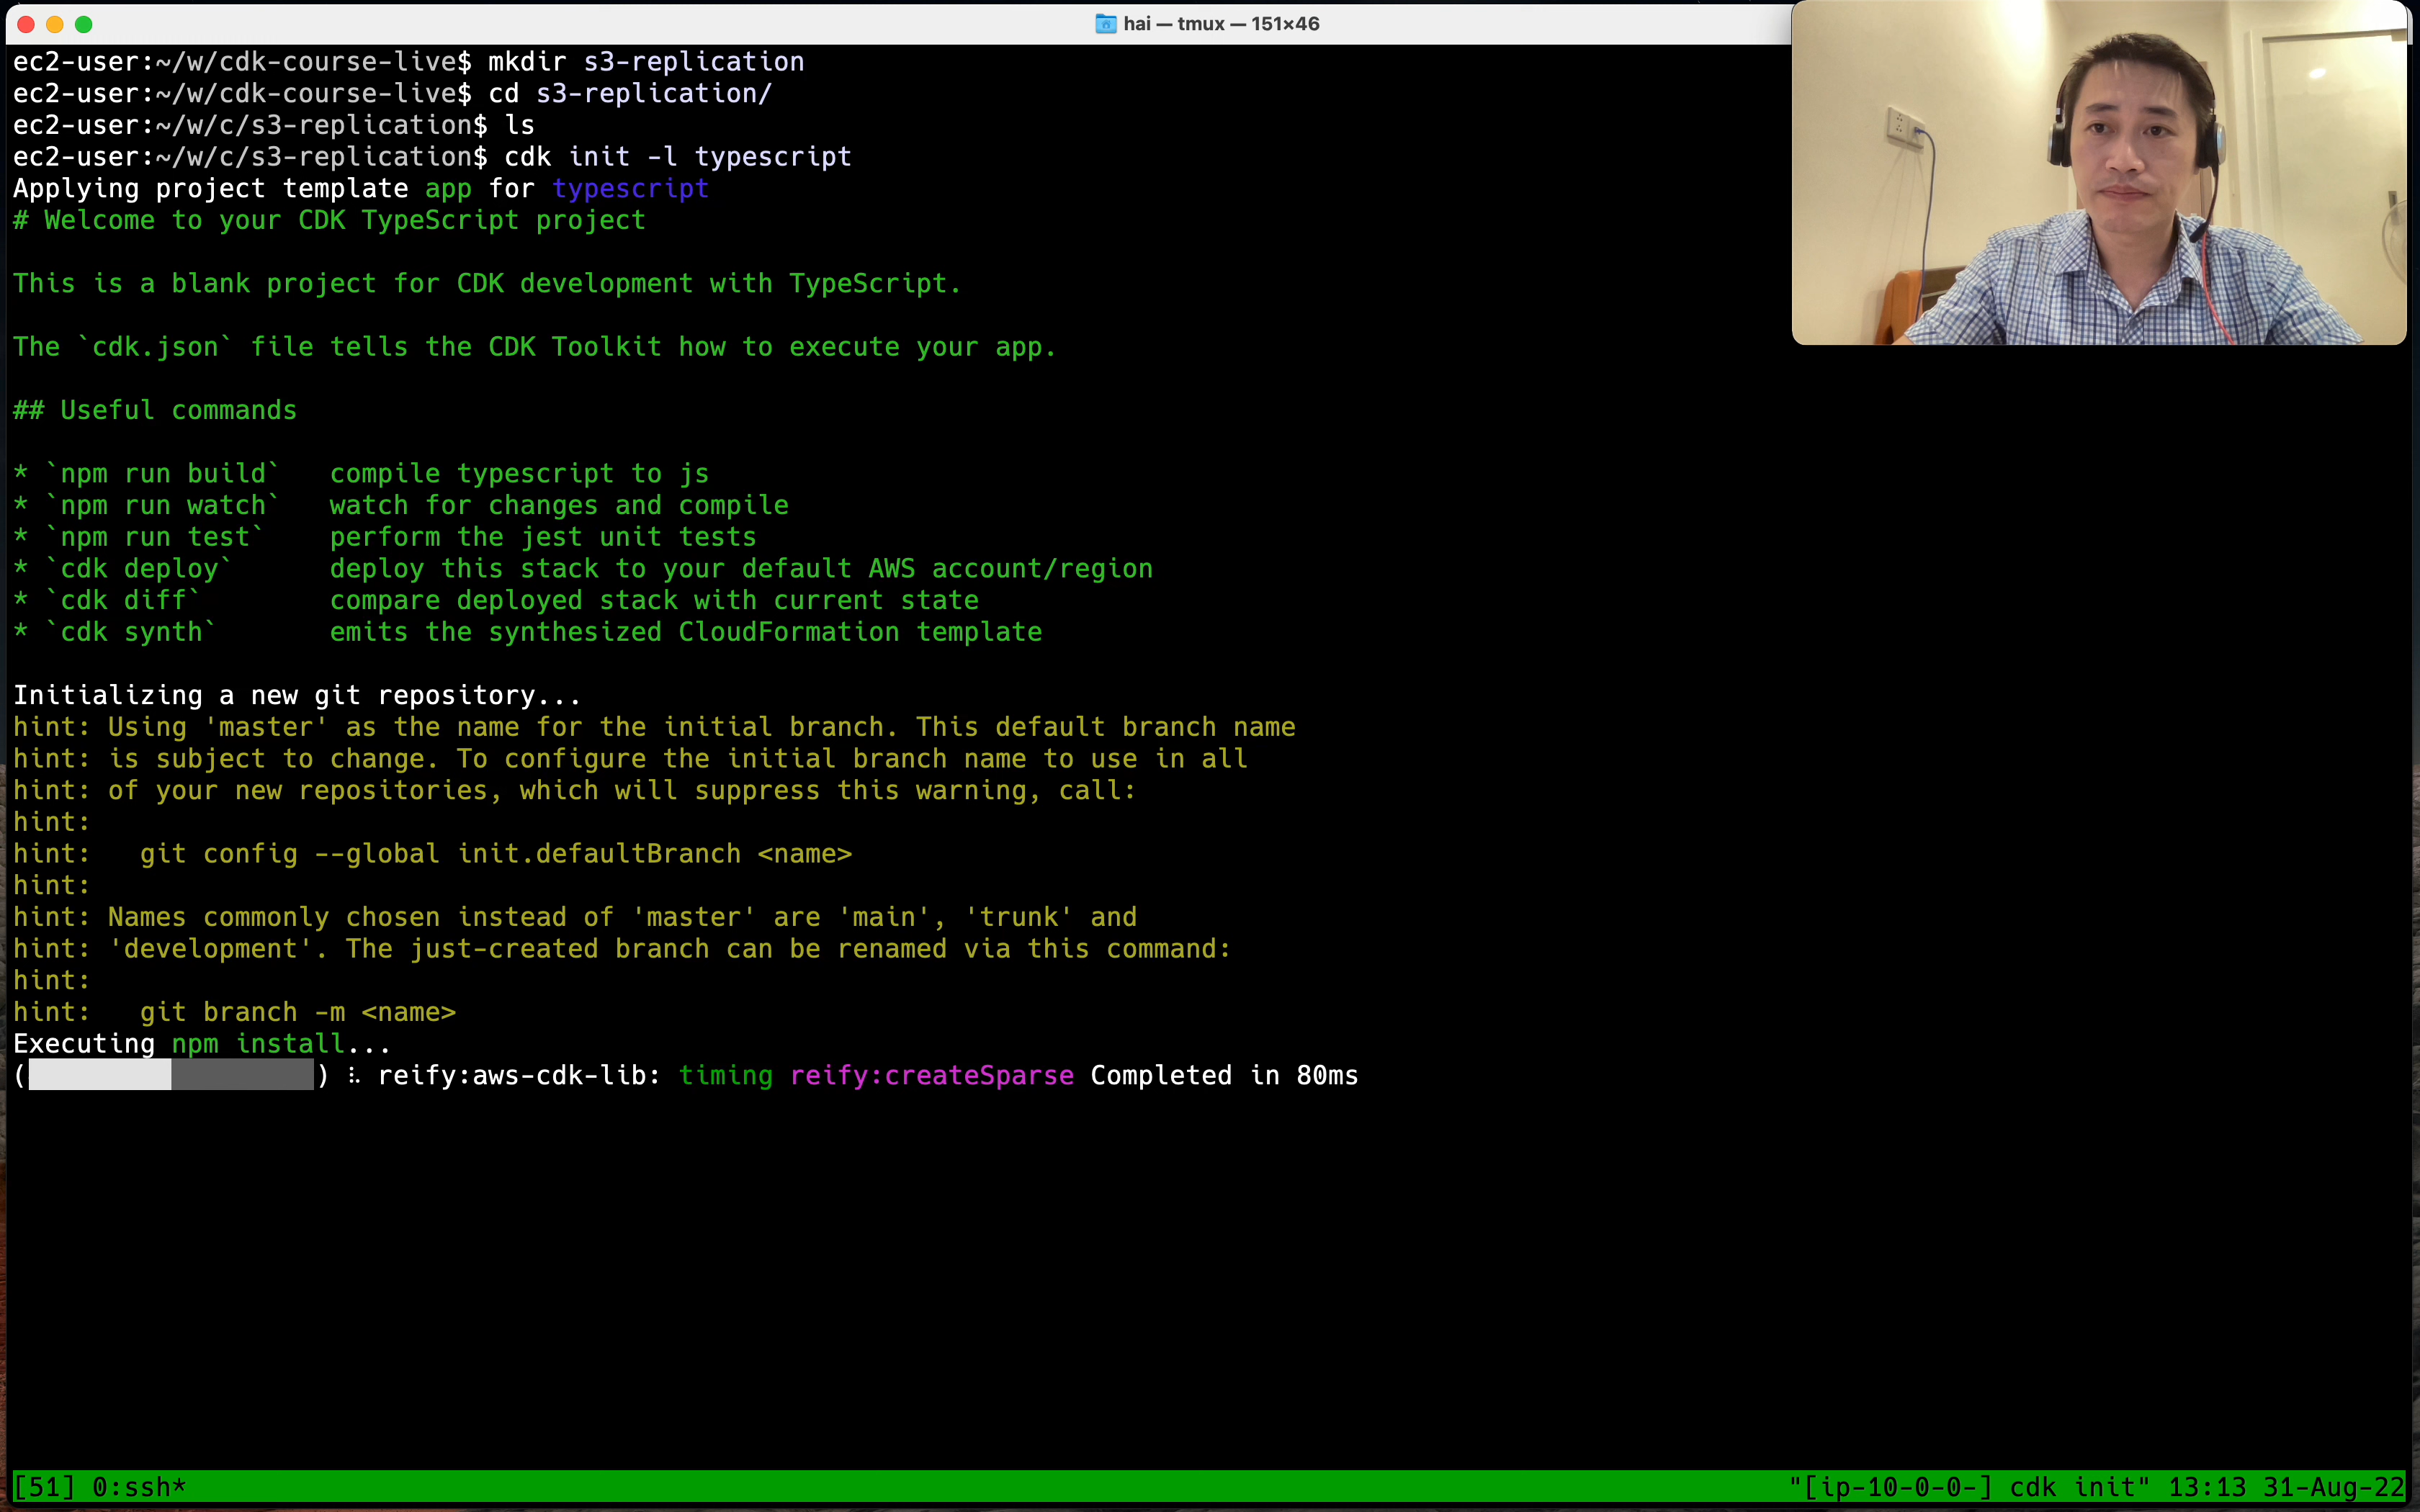 hai — tmux — 151×46
ec2-user:~/w/cdk-course-live$ mkdir s3-replication
ec2-user:~/w/cdk-course-live$ cd s3-replication/
ec2-user:~/w/c/s3-replication$ ls
ec2-user:~/w/c/s3-replication$ cdk init -l typescript
Applying project template app for typescript
# Welcome to your CDK TypeScript project
This is a blank project for CDK development with TypeScript.
The `cdk.json` file tells the CDK Toolkit how to execute your app.
## Useful commands
* `npm run build`   compile typescript to js
* `npm run watch`   watch for changes and compile
* `npm run test`    perform the jest unit tests
* `cdk deploy`      deploy this stack to your default AWS account/region
* `cdk diff`        compare deployed stack with current state
* `cdk synth`       emits the synthesized CloudFormation template
Initializing a new git repository...
hint: Using 'master' as the name for the initial branch. This default branch name
hint: is subject to change. To configure the initial branch name to use in all
hint: of your new repositories, which will suppress this warning, call:
hint:
hint:   git config --global init.defaultBranch <name>
hint:
hint: Names commonly chosen instead of 'master' are 'main', 'trunk' and
hint: 'development'. The just-created branch can be renamed via this command:
hint:
hint:   git branch -m <name>
Executing npm install...
(                  ) ⠧ reify:aws-cdk-lib: timing reify:createSparse Completed in 80ms
[51] 0:ssh* "[ip-10-0-0-] cdk init" 13:13 31-Aug-22